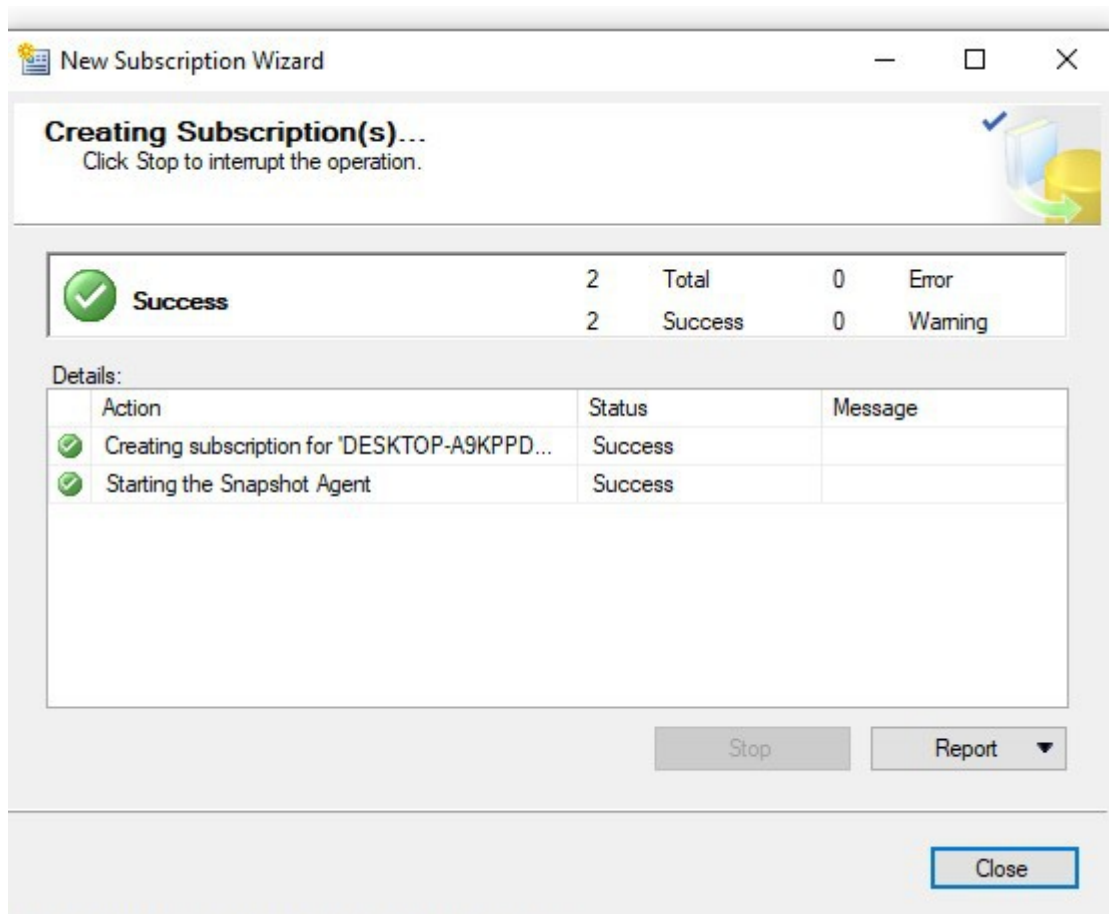 New Subscription Wizard
Creating Subscription(s)...
Click Stop to interrupt the operation.
Success 2 Total 0 Error
2 Success 0 Warning
Details:
Action Status Message
Creating subscription for 'DESKTOP-A9KPPD... Success
Starting the Snapshot Agent Success
Stop Report
Close